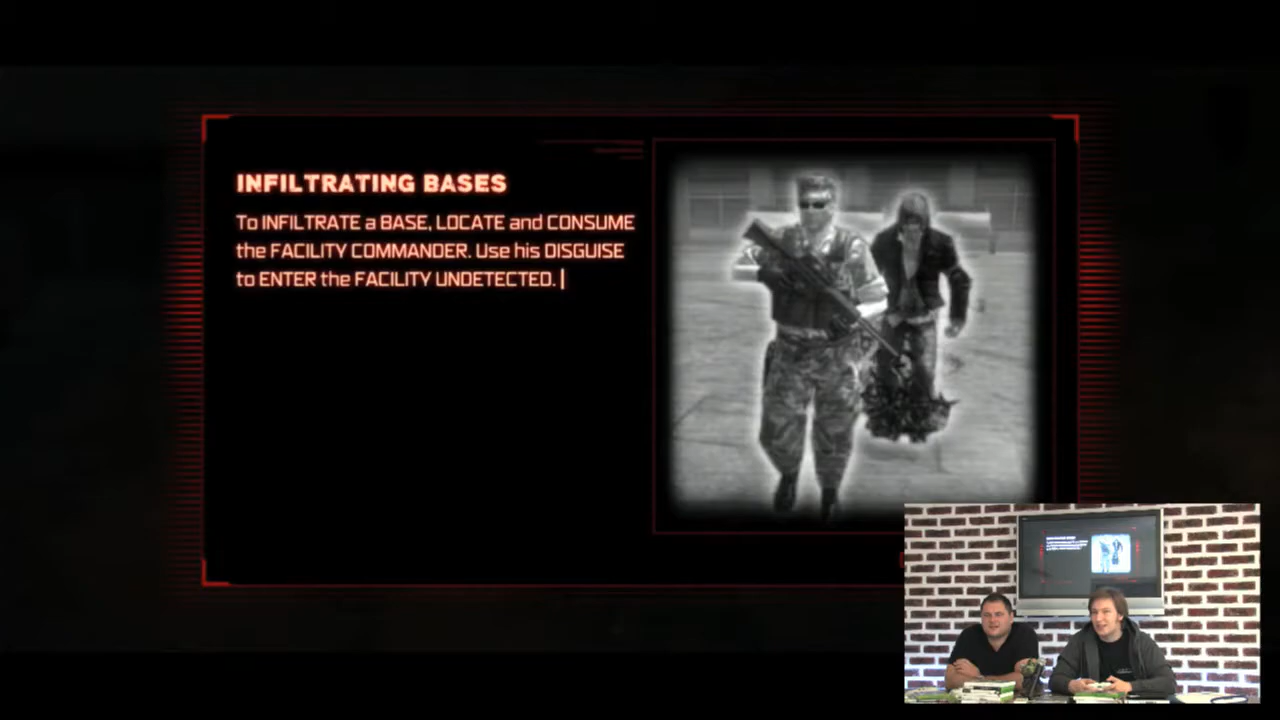 INFILTRATING BASES
To INFILTRATE a BASE, LOCATE and CONSUME
the FACILITY COMMANDER. Use his DISGUISE
to ENTER the FACILITY UNDETECTED.